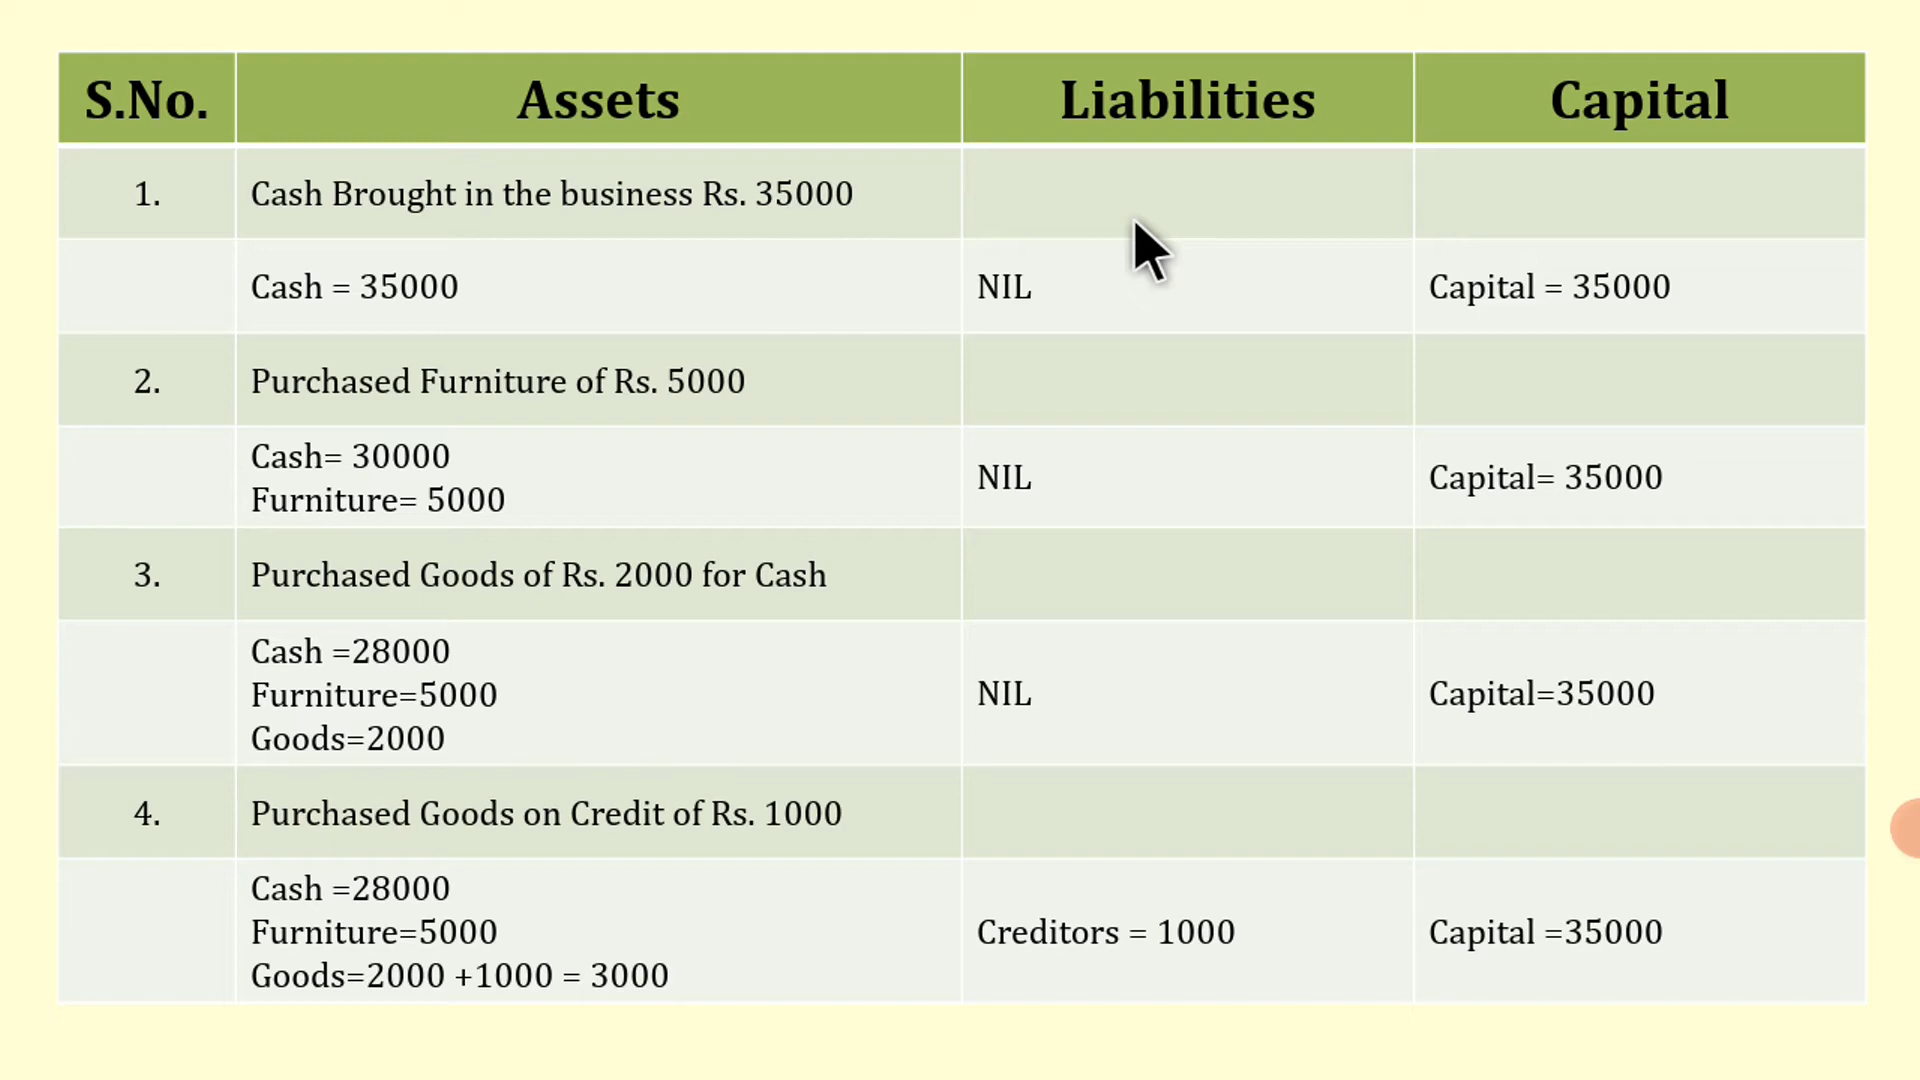 S.No. Assets Liabilities Capital
1. Cash Brought in the business Rs. 35000
Cash = 35000 NIL Capital = 35000
2. Purchased Furniture of Rs. 5000
Cash= 30000
Furniture= 5000
NIL Capital= 35000
3. Purchased Goods of Rs. 2000 for Cash
Cash =28000
Furniture=5000
Goods=2000
NIL Capital=35000
4. Purchased Goods on Credit of Rs. 1000
Cash =28000
Furniture=5000
Goods=2000 +1000 = 3000
Creditors = 1000 Capital =35000